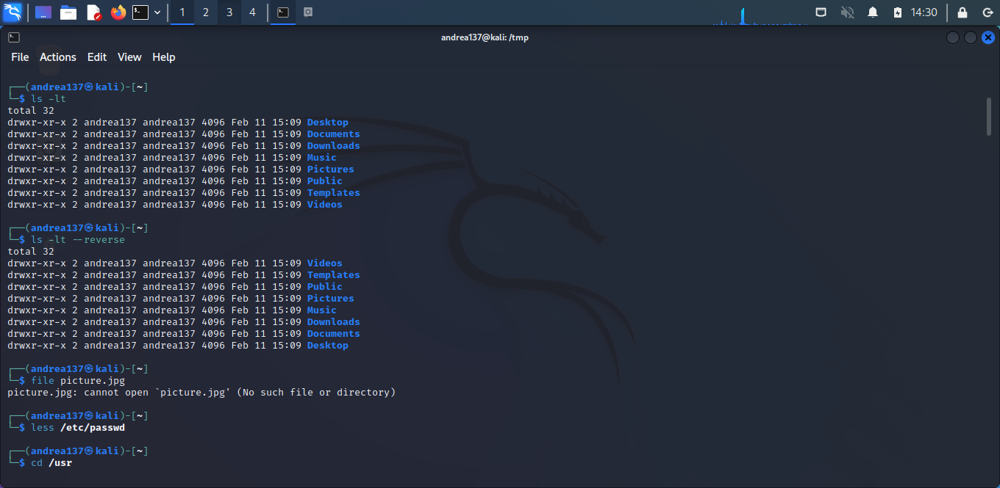 1 2 3 4 14:30
andrea137@kali: /tmp
File Actions Edit View Help
┌──(andrea137㉿kali)-[~]
└─$ ls -lt
total 32
drwxr-xr-x 2 andrea137 andrea137 4096 Feb 11 15:09 Desktop
drwxr-xr-x 2 andrea137 andrea137 4096 Feb 11 15:09 Documents
drwxr-xr-x 2 andrea137 andrea137 4096 Feb 11 15:09 Downloads
drwxr-xr-x 2 andrea137 andrea137 4096 Feb 11 15:09 Music
drwxr-xr-x 2 andrea137 andrea137 4096 Feb 11 15:09 Pictures
drwxr-xr-x 2 andrea137 andrea137 4096 Feb 11 15:09 Public
drwxr-xr-x 2 andrea137 andrea137 4096 Feb 11 15:09 Templates
drwxr-xr-x 2 andrea137 andrea137 4096 Feb 11 15:09 Videos
┌──(andrea137㉿kali)-[~]
└─$ ls -lt --reverse
total 32
drwxr-xr-x 2 andrea137 andrea137 4096 Feb 11 15:09 Videos
drwxr-xr-x 2 andrea137 andrea137 4096 Feb 11 15:09 Templates
drwxr-xr-x 2 andrea137 andrea137 4096 Feb 11 15:09 Public
drwxr-xr-x 2 andrea137 andrea137 4096 Feb 11 15:09 Pictures
drwxr-xr-x 2 andrea137 andrea137 4096 Feb 11 15:09 Music
drwxr-xr-x 2 andrea137 andrea137 4096 Feb 11 15:09 Downloads
drwxr-xr-x 2 andrea137 andrea137 4096 Feb 11 15:09 Documents
drwxr-xr-x 2 andrea137 andrea137 4096 Feb 11 15:09 Desktop
┌──(andrea137㉿kali)-[~]
└─$ file picture.jpg
picture.jpg: cannot open `picture.jpg' (No such file or directory)
┌──(andrea137㉿kali)-[~]
└─$ less /etc/passwd
┌──(andrea137㉿kali)-[~]
└─$ cd /usr